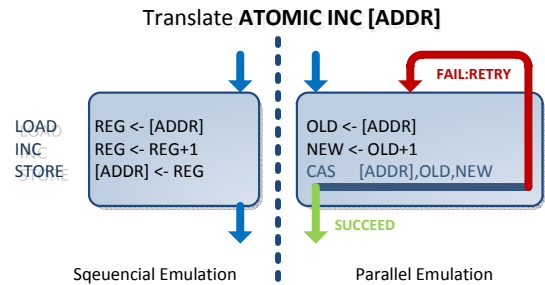 Translate ATOMIC INC [ADDR]
FAIL:RETRY
LOAD
INC
STORE
REG <- [ADDR]
REG <- REG+1
[ADDR] <- REG
OLD <- [ADDR]
NEW <- OLD+1
CAS [ADDR],OLD,NEW
SUCCEED
Sqeuencial Emulation
Parallel Emulation